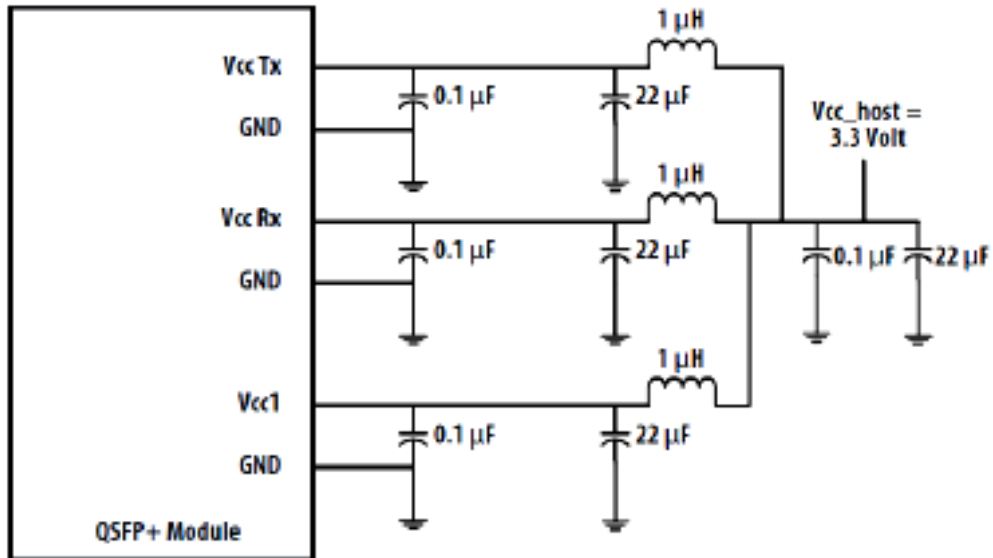 1 μH
Vcc Tx
0.1 μF
22 μF
Vcc_host =
3.3 Volt
GND
1 μH
Vcc Rx
0.1 μF
22 μF
0.1 μF
22 μF
GND
1 μH
Vcc1
0.1 μF
22 μF
GND
QSFP+ Module